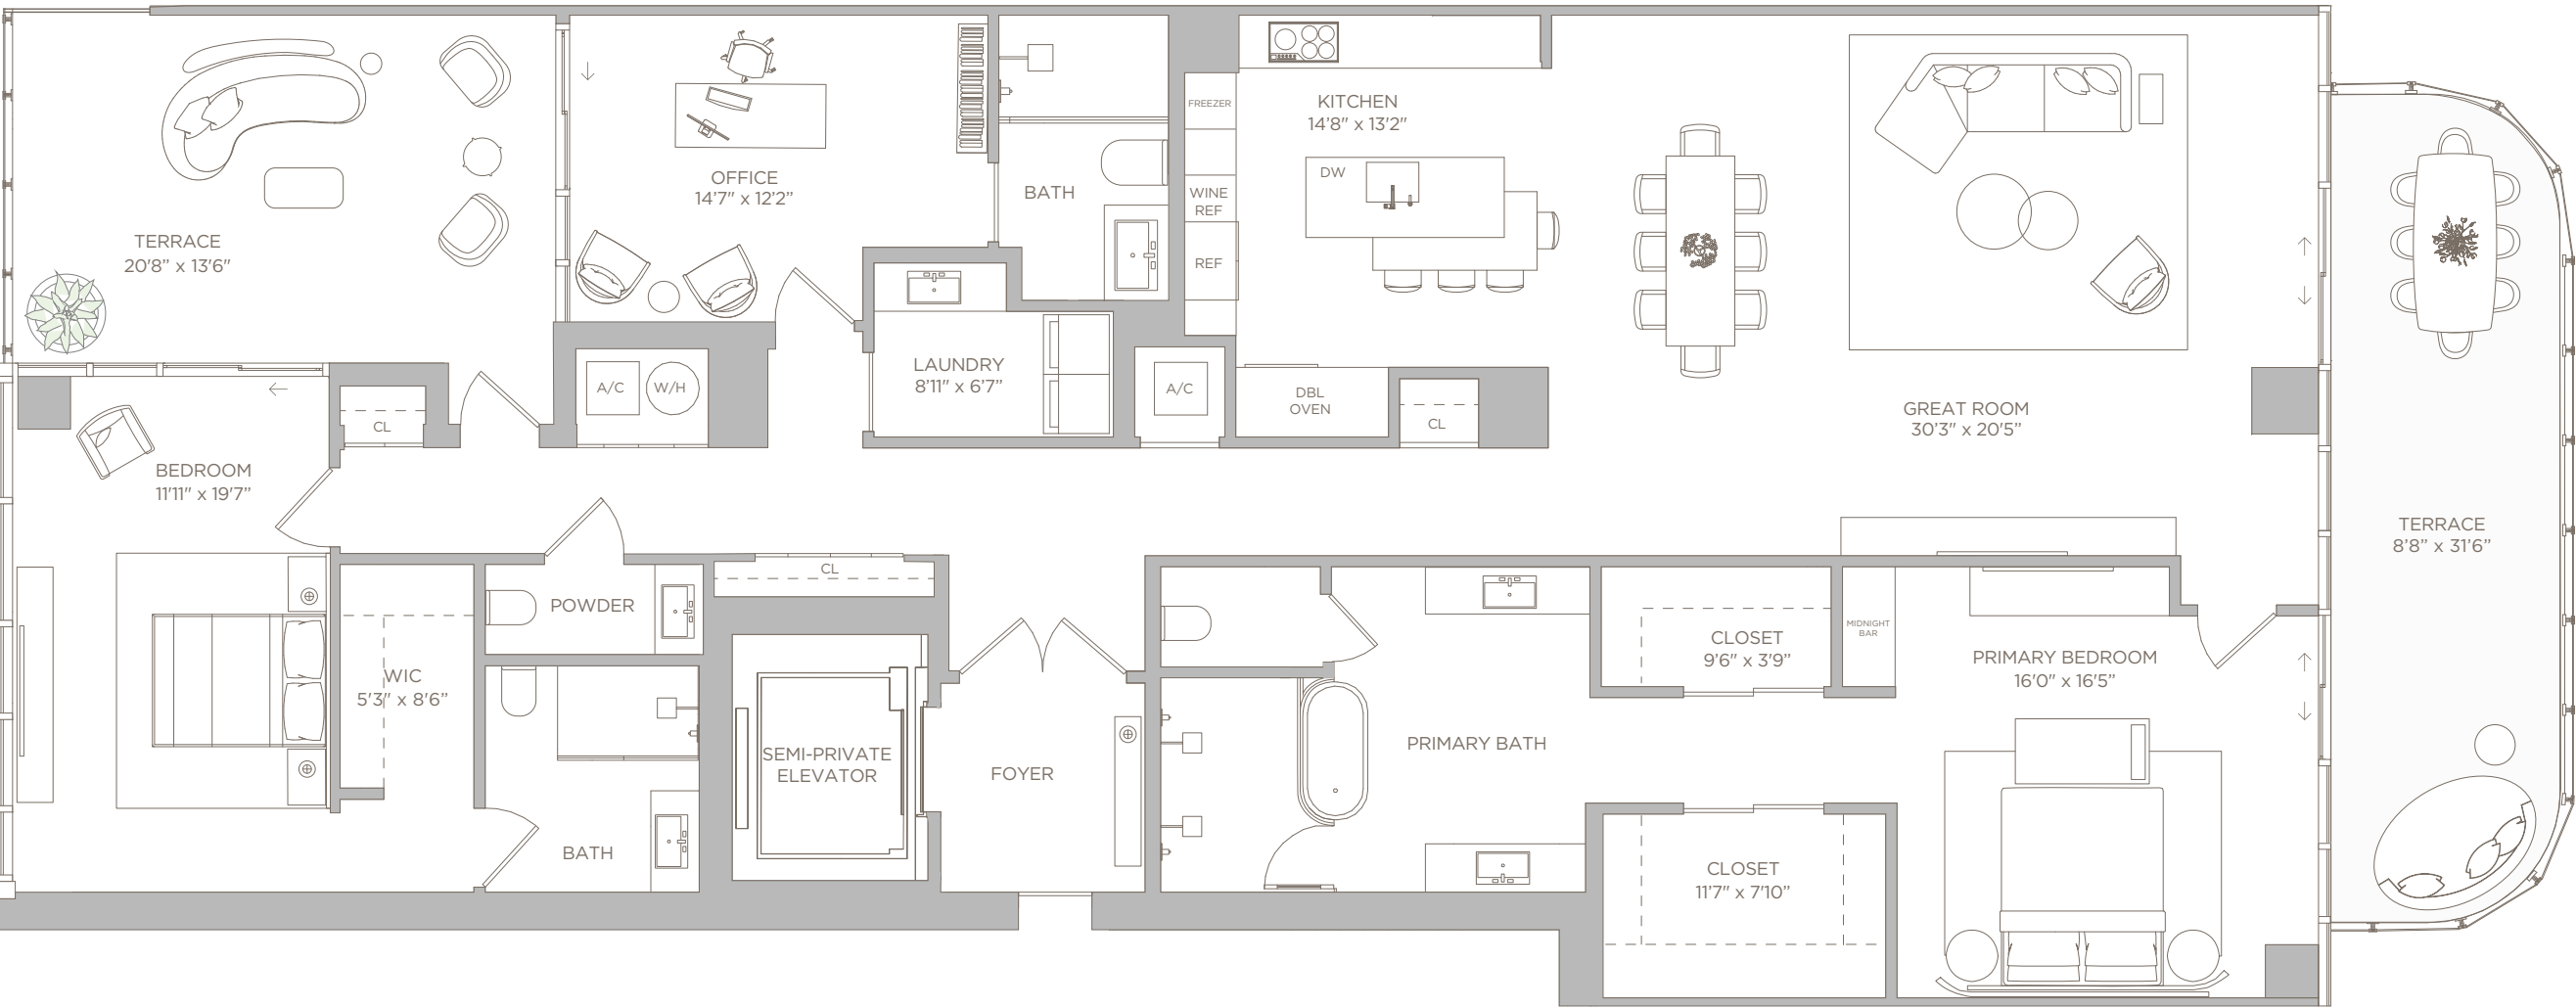 TERRACE
20'8” x 13'6”
OFFICE
14'7” x 12'2”
BATH
FREEZER
WINE
REF
REF
KITCHEN
14'8” x 13'2”
DW
A/C
W/H
LAUNDRY
8'11” x 6'7”
A/C
DBL
OVEN
CL
GREAT ROOM
30'3” x 20'5”
CL
BEDROOM
11'11” x 19'7”
TERRACE
8'8” x 31'6”
CL
POWDER
WIC
5'3” x 8'6”
SEMI-PRIVATE
ELEVATOR
FOYER
BATH
PRIMARY BATH
CLOSET
9'6” x 3'9”
MIDNIGHT
BAR
PRIMARY BEDROOM
16'0” x 16'5”
CLOSET
11'7” x 7'10”